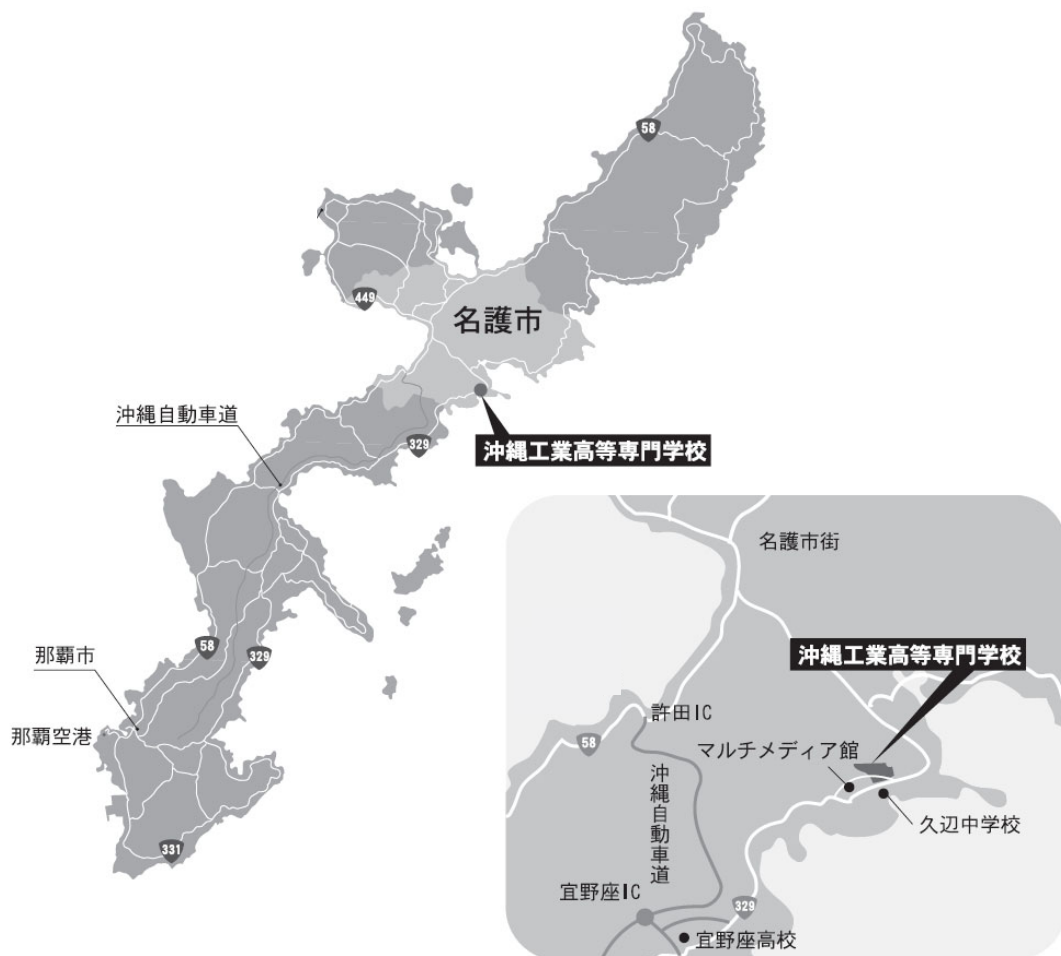 58
449
名護市
沖縄自動車道
329
沖縄工業高等専門学校
58
329
那覇市
那覇空港
331
名護市街
沖縄工業高等専門学校
許田IC
58
マルチメディア館
沖縄自動車道
久辺中学校
宜野座IC
329
宜野座高校